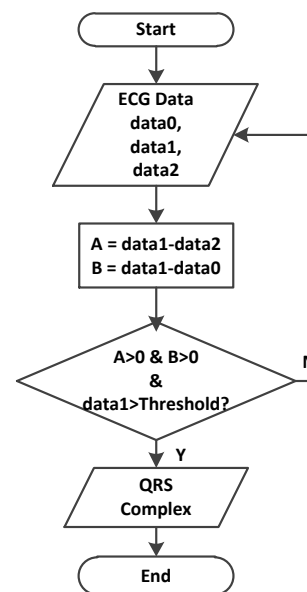 Start
ECG Data
data0,
data1,
data2
A = data1-data2
B = data1-data0
A>0 & B>0
&
data1>Threshold?
Y
QRS
Complex
End